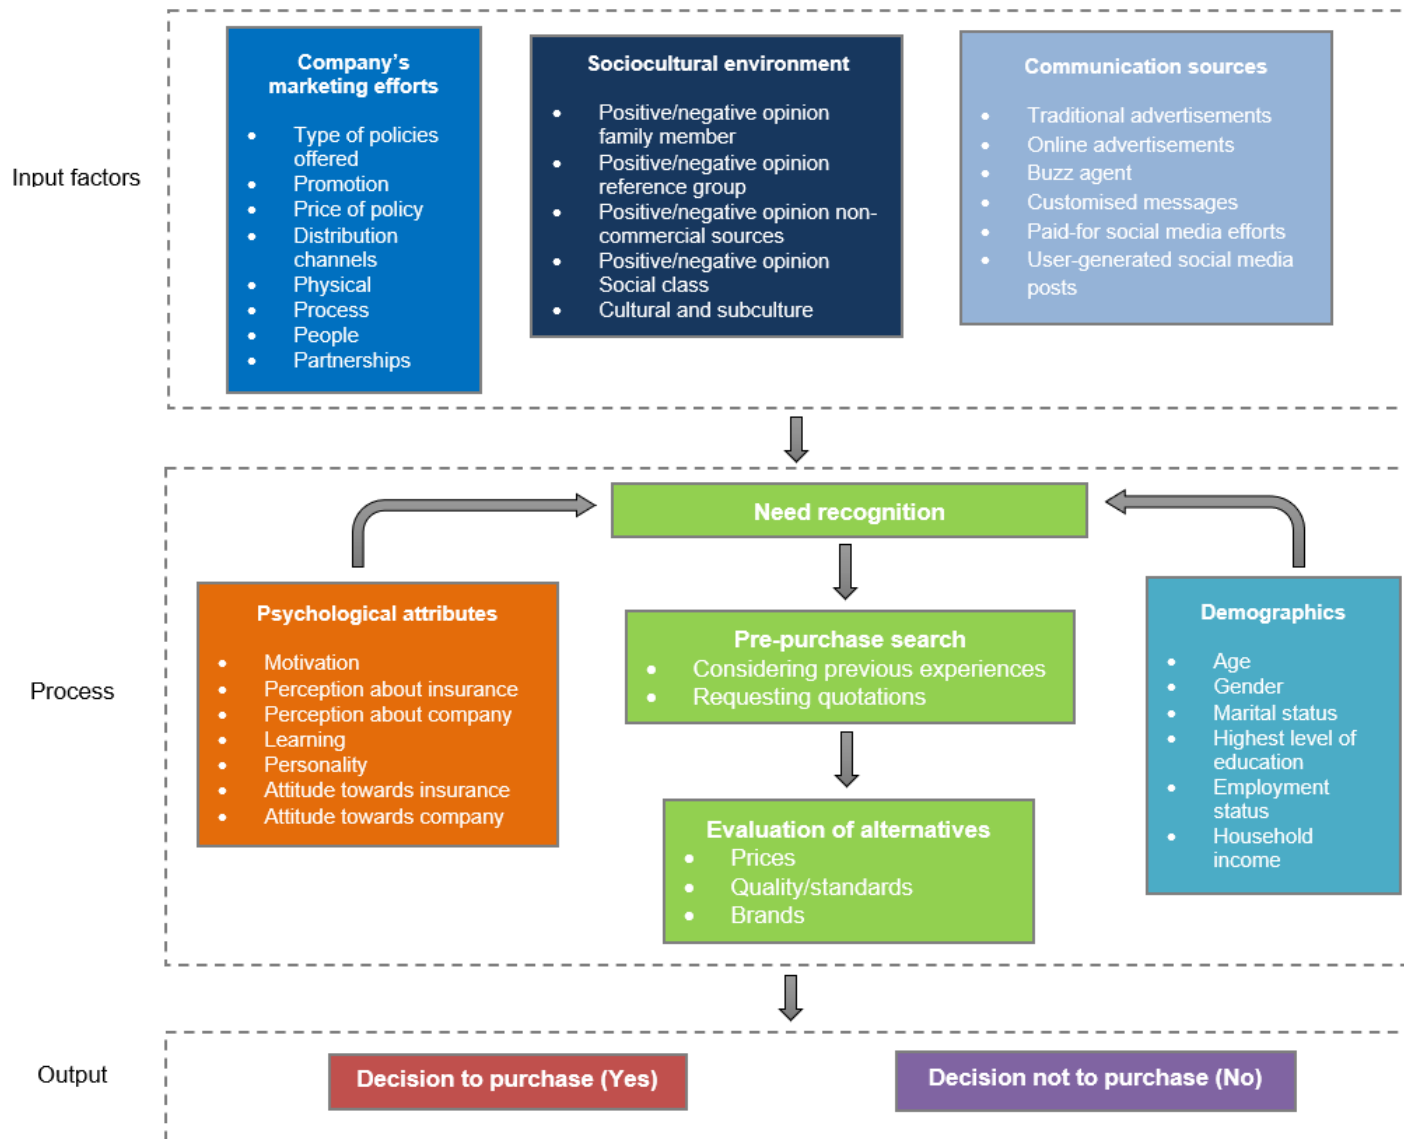 Input factors
Company's
marketing efforts
Type of policies
offered
Promotion
Price of policy
Distribution
channels
Physical
Process
People
Partnerships
Sociocultural environment
Positive/negative opinion
family member
Positive/negative opinion
reference group
Positive/negative opinion non-
commercial sources
Positive/negative opinion
Social class
Cultural and subculture
Communication sources
Traditional advertisements
Online advertisements
Buzz agent
Customised messages
Paid-for social media efforts
User-generated social media
posts
Process
Need recognition
Psychological attributes
Motivation
Perception about insurance
Perception about company
Learning
Personality
Attitude towards insurance
Attitude towards company
Pre-purchase search
Considering previous experiences
Requesting quotations
Evaluation of alternatives
Prices
Quality/standards
Brands
Demographics
Age
Gender
Marital status
Highest level of
education
Employment
status
Household
income
Output
Decision to purchase (Yes)
Decision not to purchase (No)